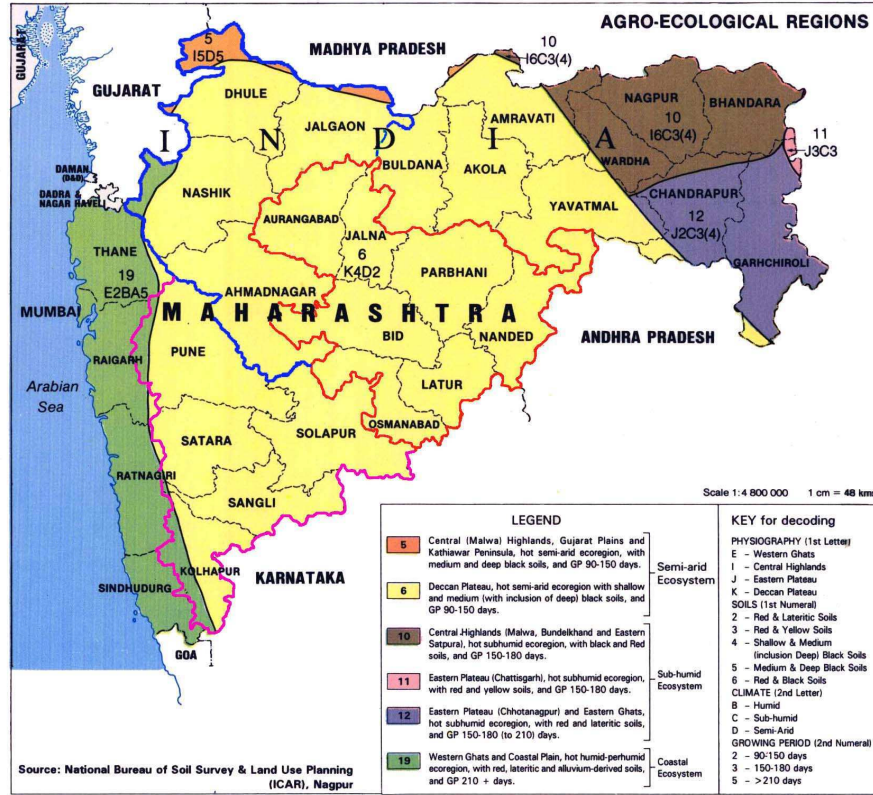 AGRO-ECOLOGICAL REGIONS
5
I5D5
MADHYA PRADESH
10
I6C3(4)
GUJARAT
GUJARAT
DHULE
JALGAON
AMRAVATI
NAGPUR
10
I6C3(4)
BHANDARA
11
J3C3
I N D I A
BULDANA
AKOLA
WARDHA
DAMAN
(D&D)
DADRA &
NAGAR HAVELI
NASHIK
AURANGABAD
YAVATMAL
CHANDRAPUR
12
J2C3(4)
JALNA
6
K4D2
THANE
19
E2BA5
PARBHANI
GARHCHIROLI
AHMADNAGAR
MUMBAI
MAHARASHTRA
BID
NANDED
ANDHRA PRADESH
PUNE
RAIGARH
LATUR
Arabian
Sea
OSMANABAD
SATARA
SOLAPUR
RATNAGIRI
SANGLI
Scale 1:4 800 000 1 cm = 48 kms
KOLHAPUR
KARNATAKA
SINDHUDURG
GOA
LEGEND
5 Central (Malwa) Highlands, Gujarat Plains and
Kathiawar Peninsula, hot semi-arid ecoregion, with
medium and deep black soils, and GP 90-150 days.
6 Deccan Plateau, hot semi-arid ecoregion with shallow
and medium (with inclusion of deep) black soils, and
GP 90-150 days.
Semi-arid
Ecosystem
10 Central Highlands (Malwa, Bundelkhand and Eastern
Satpura), hot subhumid ecoregion, with black and Red
soils, and GP 150-180 days.
11 Eastern Plateau (Chattisgarh), hot subhumid ecoregion,
with red and yellow soils, and GP 150-180 days.
12 Eastern Plateau (Chhotanagpur) and Eastern Ghats,
hot subhumid ecoregion, with red and lateritic soils,
and GP 150-180 (to 210) days.
Sub-humid
Ecosystem
19 Western Ghats and Coastal Plain, hot humid-perhumid
ecoregion, with red, lateritic and alluvium-derived soils,
and GP 210 + days.
Coastal
Ecosystem
KEY for decoding
PHYSIOGRAPHY (1st Letter)
E – Western Ghats
I – Central Highlands
J – Eastern Plateau
K – Deccan Plateau
SOILS (1st Numeral)
2 – Red & Lateritic Soils
3 – Red & Yellow Soils
4 – Shallow & Medium
(inclusion Deep) Black Soils
5 – Medium & Deep Black Soils
6 – Red & Black Soils
CLIMATE (2nd Letter)
B – Humid
C – Sub-humid
D – Semi-Arid
GROWING PERIOD (2nd Numeral)
2 – 90-150 days
3 – 150-180 days
5 – >210 days
Source: National Bureau of Soil Survey & Land Use Planning
(ICAR), Nagpur